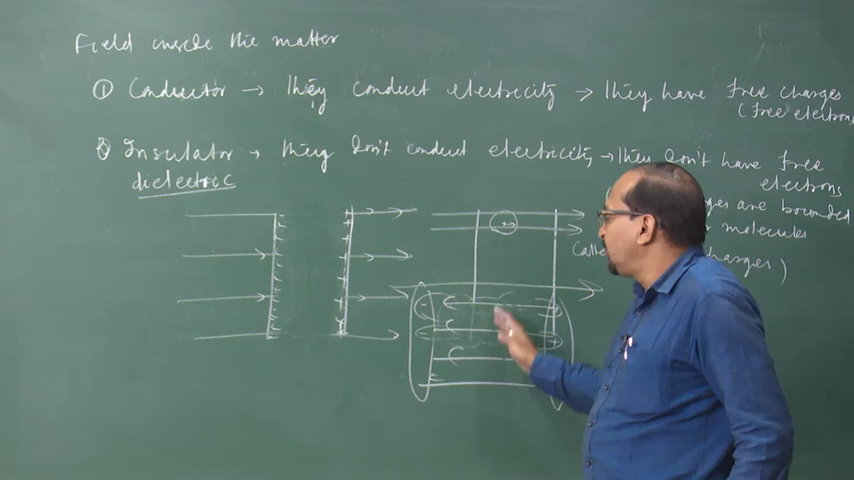 Field inside the matter
① Conductor → They conduct electricity → They have free charges
(free electrons
② Insulator → They don't conduct electricity → They don't have free
electrons
dielectric
are bounded
molecules
charges)